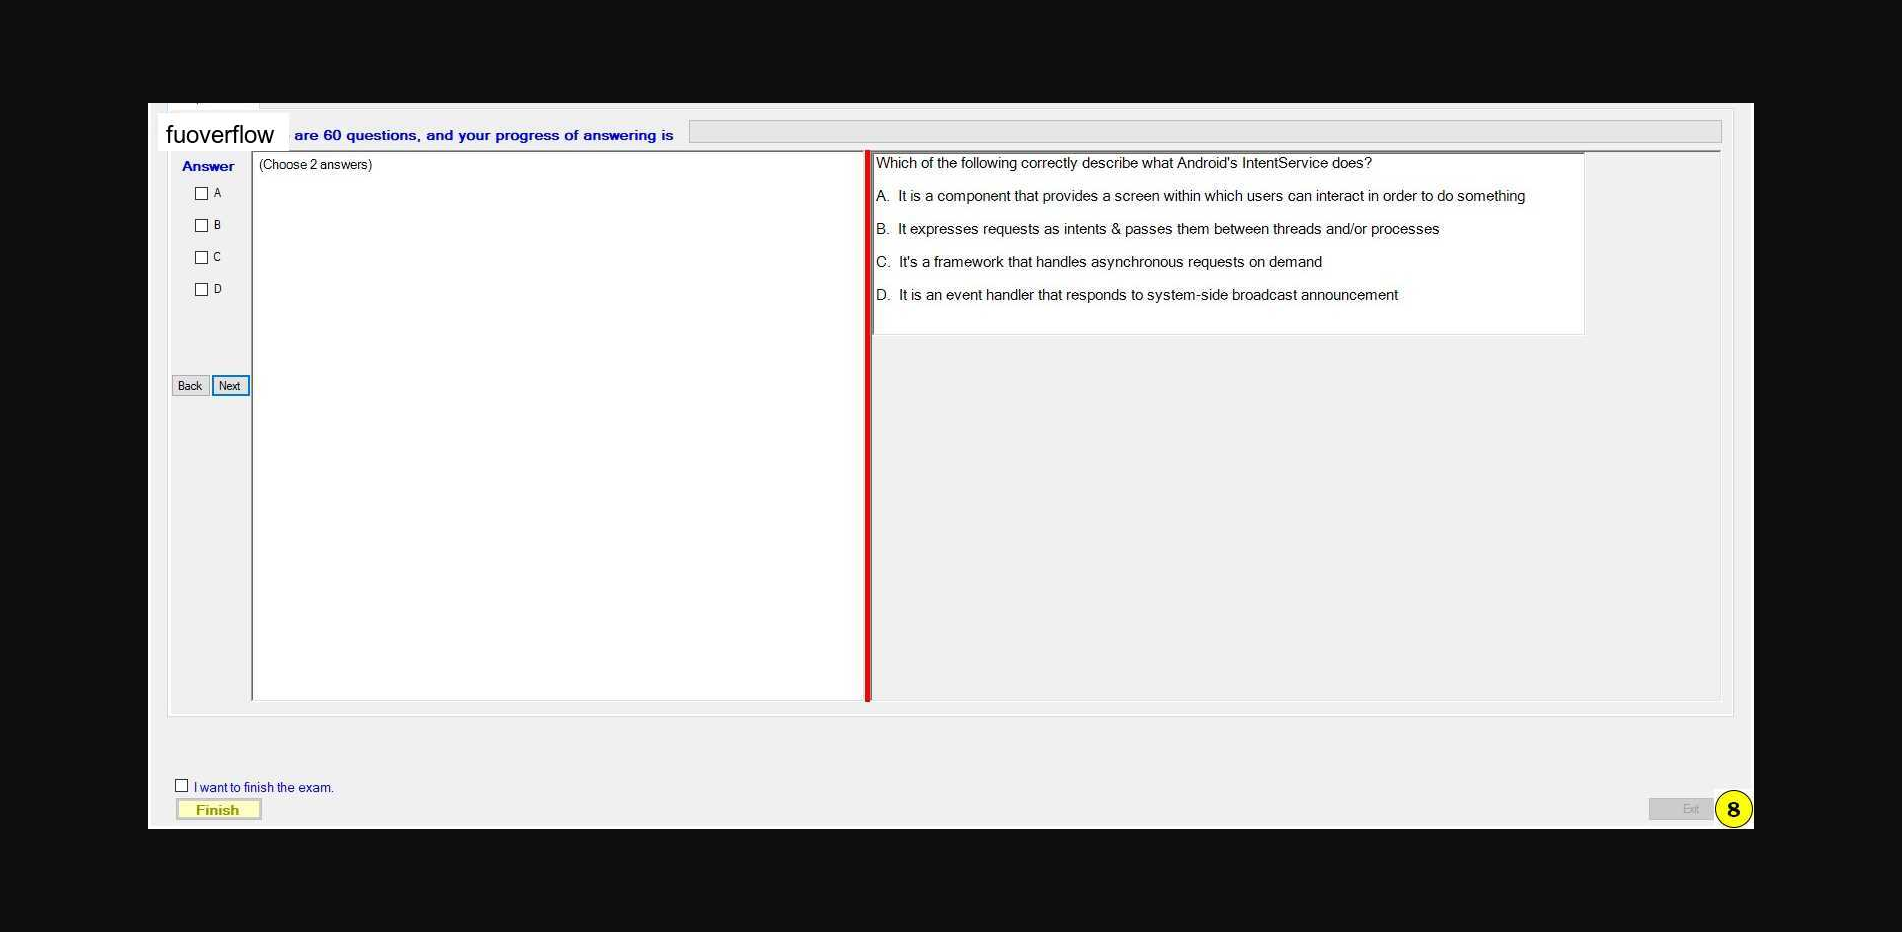 fuoverflow are 60 questions, and your progress of answering is
Answer
(Choose 2 answers)
A
B
C
D
Back Next
Which of the following correctly describe what Android's IntentService does?
A. It is a component that provides a screen within which users can interact in order to do something
B. It expresses requests as intents & passes them between threads and/or processes
C. It's a framework that handles asynchronous requests on demand
D. It is an event handler that responds to system-side broadcast announcement
I want to finish the exam.
Finish
Exit
8